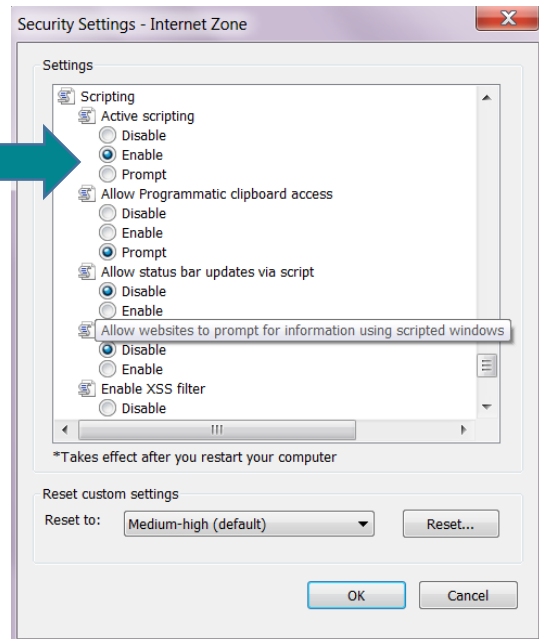 Security Settings - Internet Zone
Settings
Scripting
Active scripting
Disable
Enable
Prompt
Allow Programmatic clipboard access
Disable
Enable
Prompt
Allow status bar updates via script
Disable
Enable
Allow websites to prompt for information using scripted windows
Disable
Enable
Enable XSS filter
Disable
*Takes effect after you restart your computer
Reset custom settings
Reset to: Medium-high (default) Reset...
OK Cancel